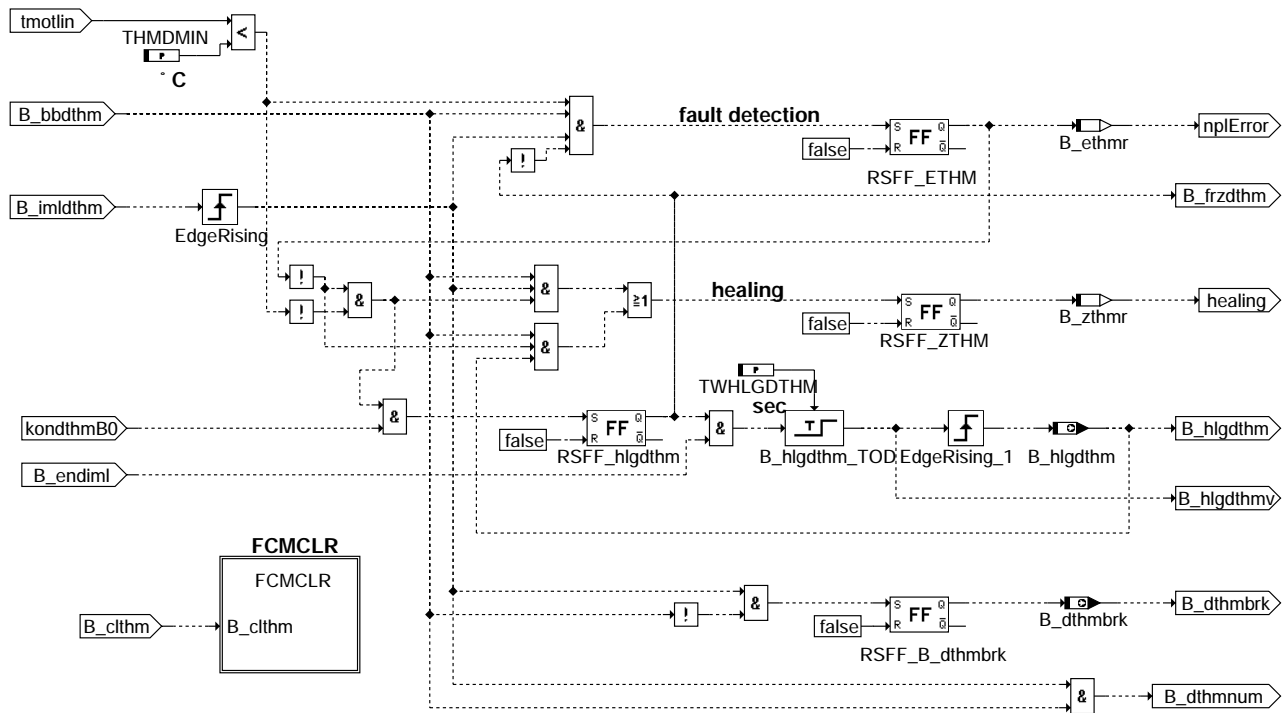 tmotlin
THMDMIN
P
<
° C
B_bbdthm
&
fault detection
S Q
FF
R Q
false
RSFF_ETHM
B_ethmr
nplError
!
B_frzdthm
B_imldthm
EdgeRising
!
&
!
&
≧1
healing
S Q
FF
R Q
false
RSFF_ZTHM
B_zthmr
healing
&
P
TWHLGDTHM
sec
kondthmB0
&
S Q
FF
R Q
false
RSFF_hlgdthm
&
T
B_hlgdthm_TOD
EdgeRising_1
B_hlgdthm
B_hlgdthm
B_endiml
B_hlgdthmv
FCMCLR
FCMCLR
B_clthm
B_clthm
!
&
S Q
FF
R Q
false
RSFF_B_dthmbrk
B_dthmbrk
B_dthmbrk
&
B_dthmnum